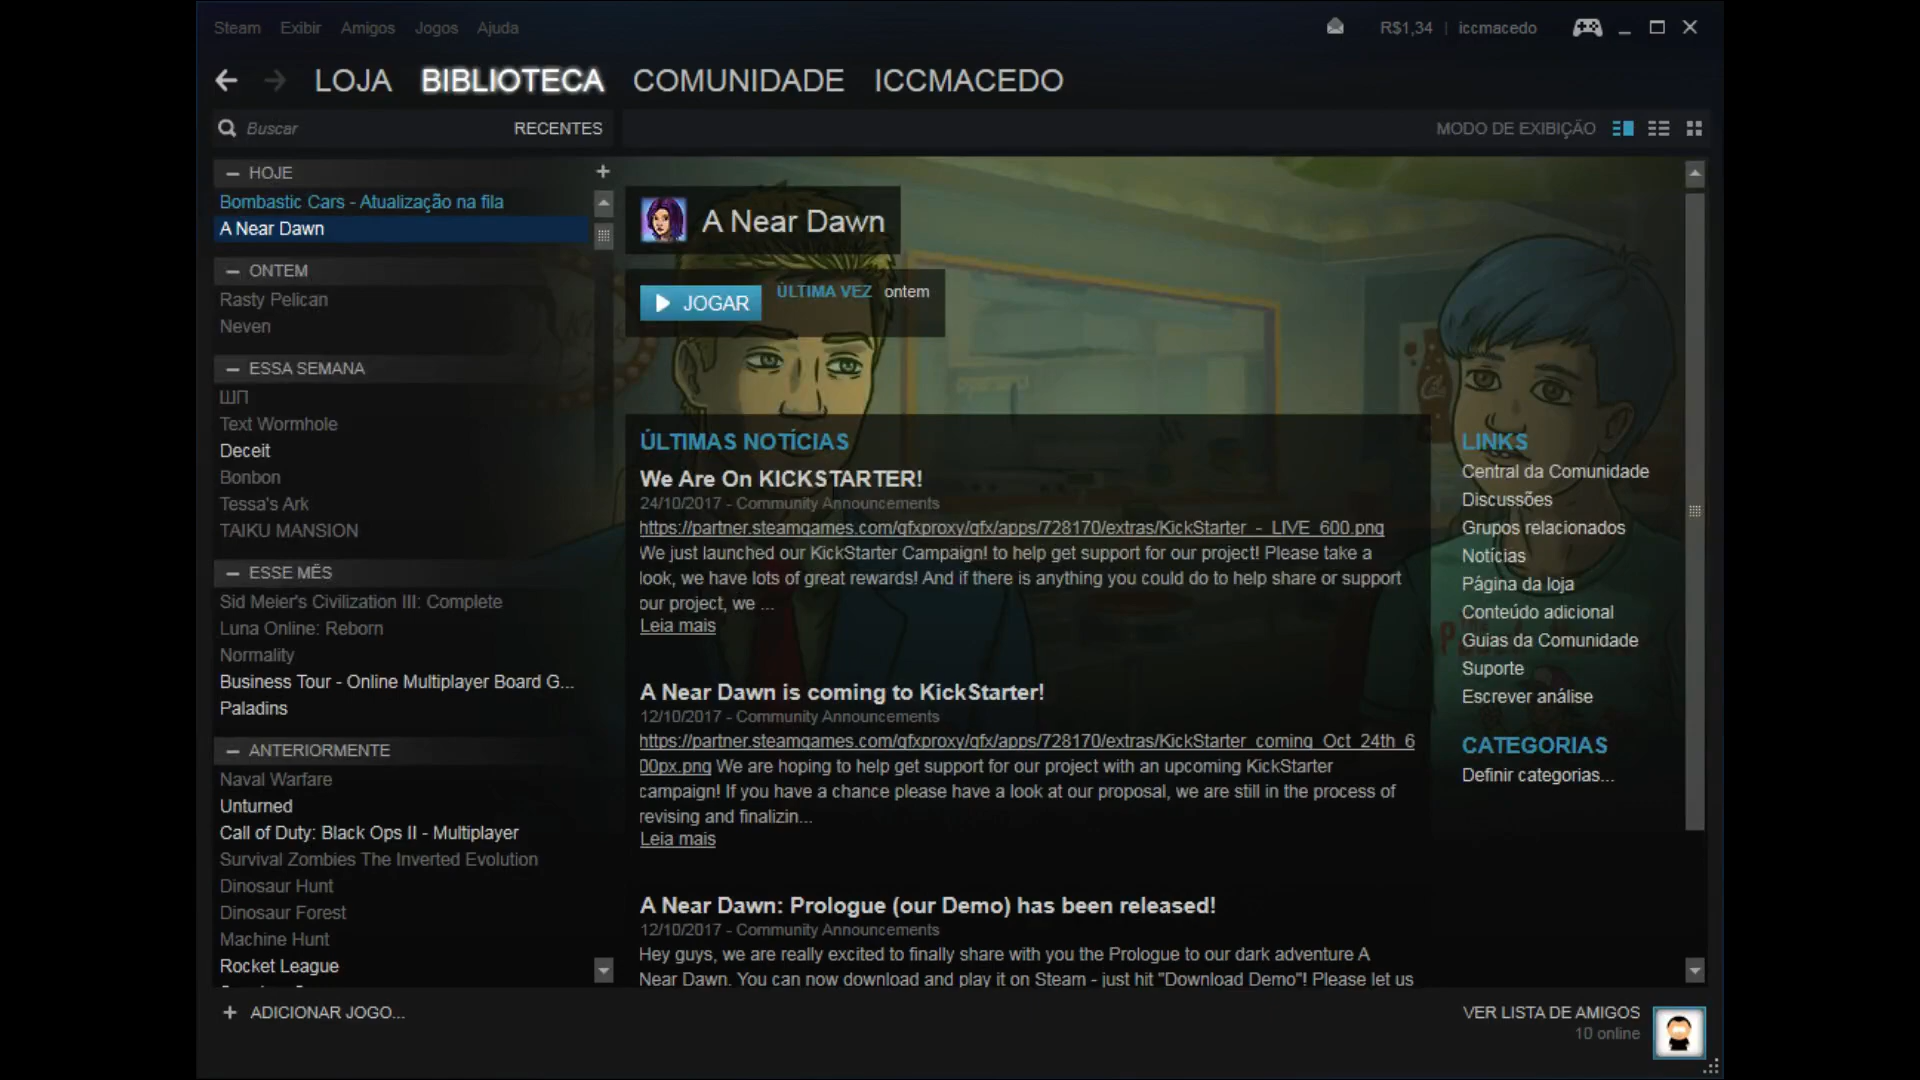 Steam Exibir Amigos Jogos Ajuda
R$1,34 | iccmacedo
LOJA BIBLIOTECA COMUNIDADE ICCMACEDO
Buscar RECENTES
MODO DE EXIBIÇÃO
— HOJE +
Bombastic Cars - Atualização na fila
A Near Dawn
— ONTEM
Rasty Pelican
Neven
— ESSA SEMANA
ШП
Text Wormhole
Deceit
Bonbon
Tessa's Ark
TAIKU MANSION
— ESSE MÊS
Sid Meier's Civilization III: Complete
Luna Online: Reborn
Normality
Business Tour - Online Multiplayer Board G...
Paladins
— ANTERIORMENTE
Naval Warfare
Unturned
Call of Duty: Black Ops II - Multiplayer
Survival Zombies The Inverted Evolution
Dinosaur Hunt
Dinosaur Forest
Machine Hunt
Rocket League
+ ADICIONAR JOGO...
A Near Dawn
JOGAR
ÚLTIMA VEZ ontem
ÚLTIMAS NOTÍCIAS
We Are On KICKSTARTER!
24/10/2017 - Community Announcements
https://partner.steamgames.com/gfxproxy/gfx/apps/728170/extras/KickStarter_-_LIVE_600.png
We just launched our KickStarter Campaign! to help get support for our project! Please take a
look, we have lots of great rewards! And if there is anything you could do to help share or support
our project, we ...
Leia mais
A Near Dawn is coming to KickStarter!
12/10/2017 - Community Announcements
https://partner.steamgames.com/gfxproxy/gfx/apps/728170/extras/KickStarter_coming_Oct_24th_6
00px.png We are hoping to help get support for our project with an upcoming KickStarter
campaign! If you have a chance please have a look at our proposal, we are still in the process of
revising and finalizin...
Leia mais
A Near Dawn: Prologue (our Demo) has been released!
12/10/2017 - Community Announcements
Hey guys, we are really excited to finally share with you the Prologue to our dark adventure A
Near Dawn. You can now download and play it on Steam - just hit "Download Demo"! Please let us
LINKS
Central da Comunidade
Discussões
Grupos relacionados
Notícias
Página da loja
Conteúdo adicional
Guias da Comunidade
Suporte
Escrever análise
CATEGORIAS
Definir categorias...
VER LISTA DE AMIGOS
10 online